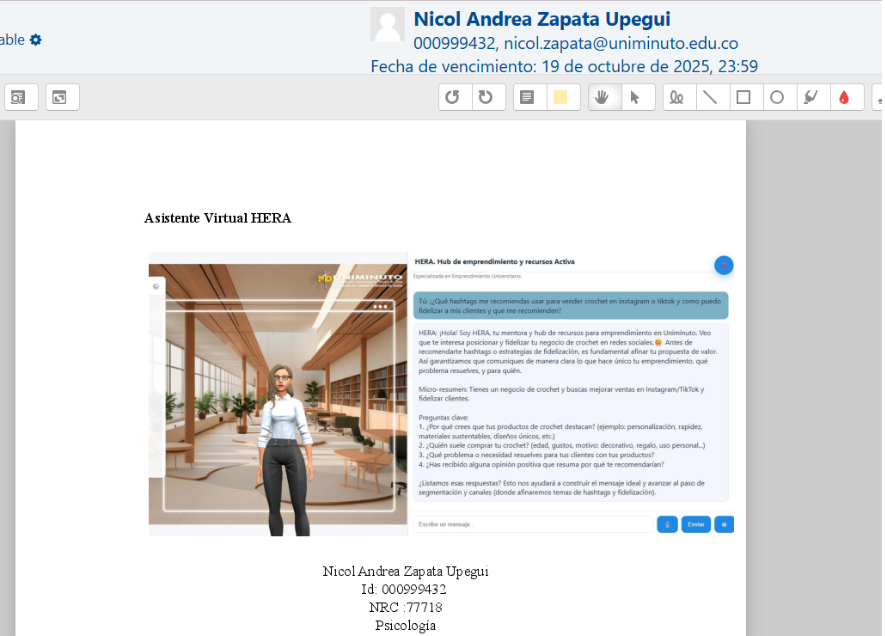 Nicol Andrea Zapata Upegui
able
000999432, nicol.zapata@uniminuto.edu.co
Fecha de vencimiento: 19 de octubre de 2025, 23:59
Asistente Virtual HERA
UNIMINUTO
HERA. Hub de emprendimiento y recursos Activa
Especializada en Emprendimiento Universitario.
Tú: ¿¿Qué hashtags me recomiendas usar para vender crochet en instagram o tiktok y como puedo
fidelizar a mis clientes y que me recomienden?
HERA: ¡Hola! Soy HERA, tu mentora y hub de recursos para emprendimiento en Uniminuto. Veo
que te interesa posicionar y fidelizar tu negocio de crochet en redes sociales.😊 Antes de
recomendarte hashtags o estrategias de fidelización, es fundamental afinar tu propuesta de valor.
Así garantizamos que comuniques de manera clara lo que hace único tu emprendimiento, qué
problema resuelves, y para quién.
Micro-resumen: Tienes un negocio de crochet y buscas mejorar ventas en Instagram/TikTok y
fidelizar clientes.
Preguntas clave:
1. ¿Por qué crees que tus productos de crochet destacan? (ejemplo: personalización, rapidez,
materiales sustentables, diseños únicos, etc.)
2. ¿Quién suele comprar tu crochet? (edad, gustos, motivo: decorativo, regalo, uso personal...)
3. ¿Qué problema o necesidad resuelves para tus clientes con tus productos?
4. ¿Has recibido alguna opinión positiva que resuma por qué te recomendarían?
¿Listamos esas respuestas? Esto nos ayudará a construir el mensaje ideal y avanzar al paso de
segmentación y canales (donde afinaremos temas de hashtags y fidelización).
Escribe un mensaje...
Enviar
Nicol Andrea Zapata Upegui
Id: 000999432
NRC :77718
Psicología